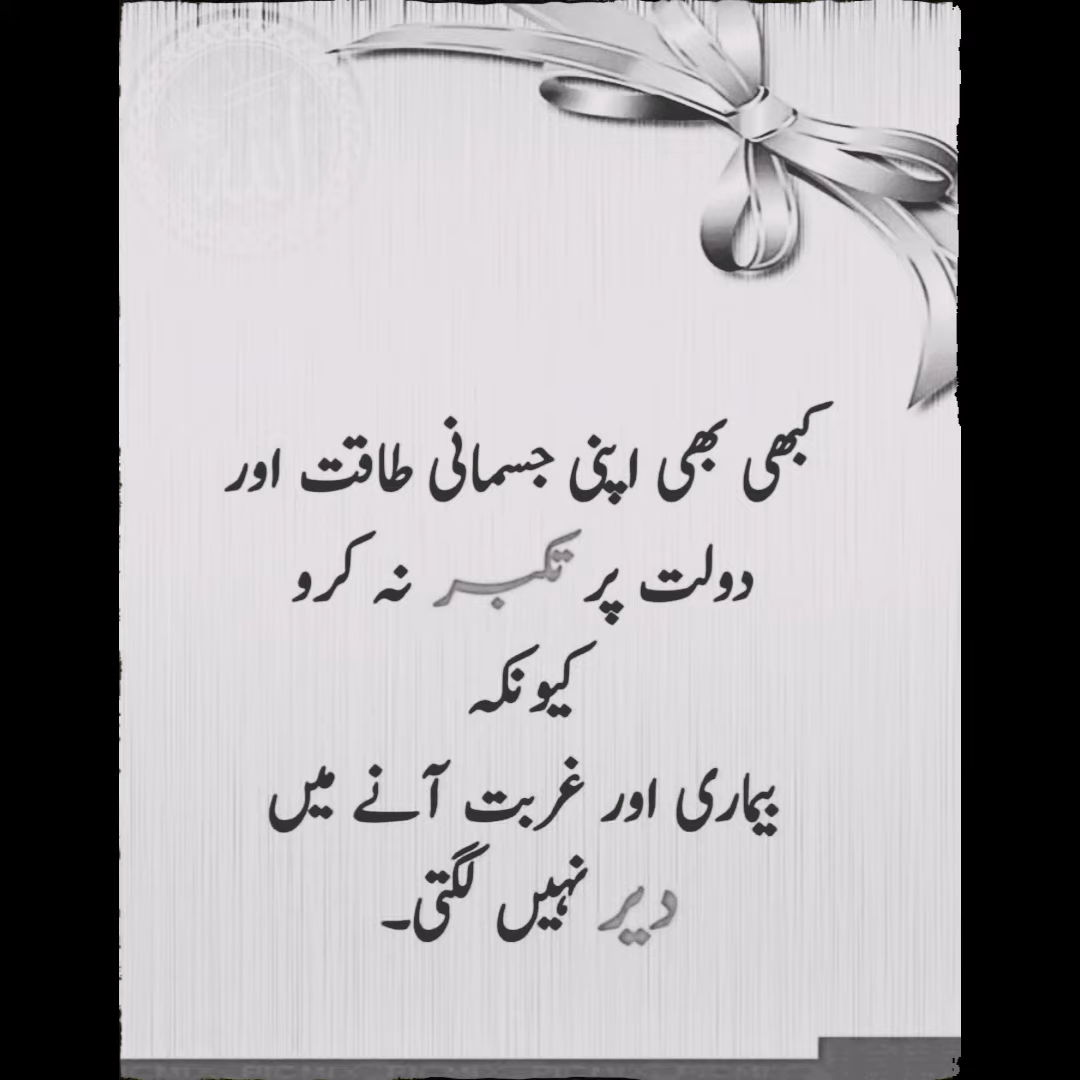 کبھی بھی اپنی جسمانی طاقت اور
دولت پر تکبر نہ کرو
کیونکہ
بیماری اور غربت آنے میں
دیر نہیں لگتی۔